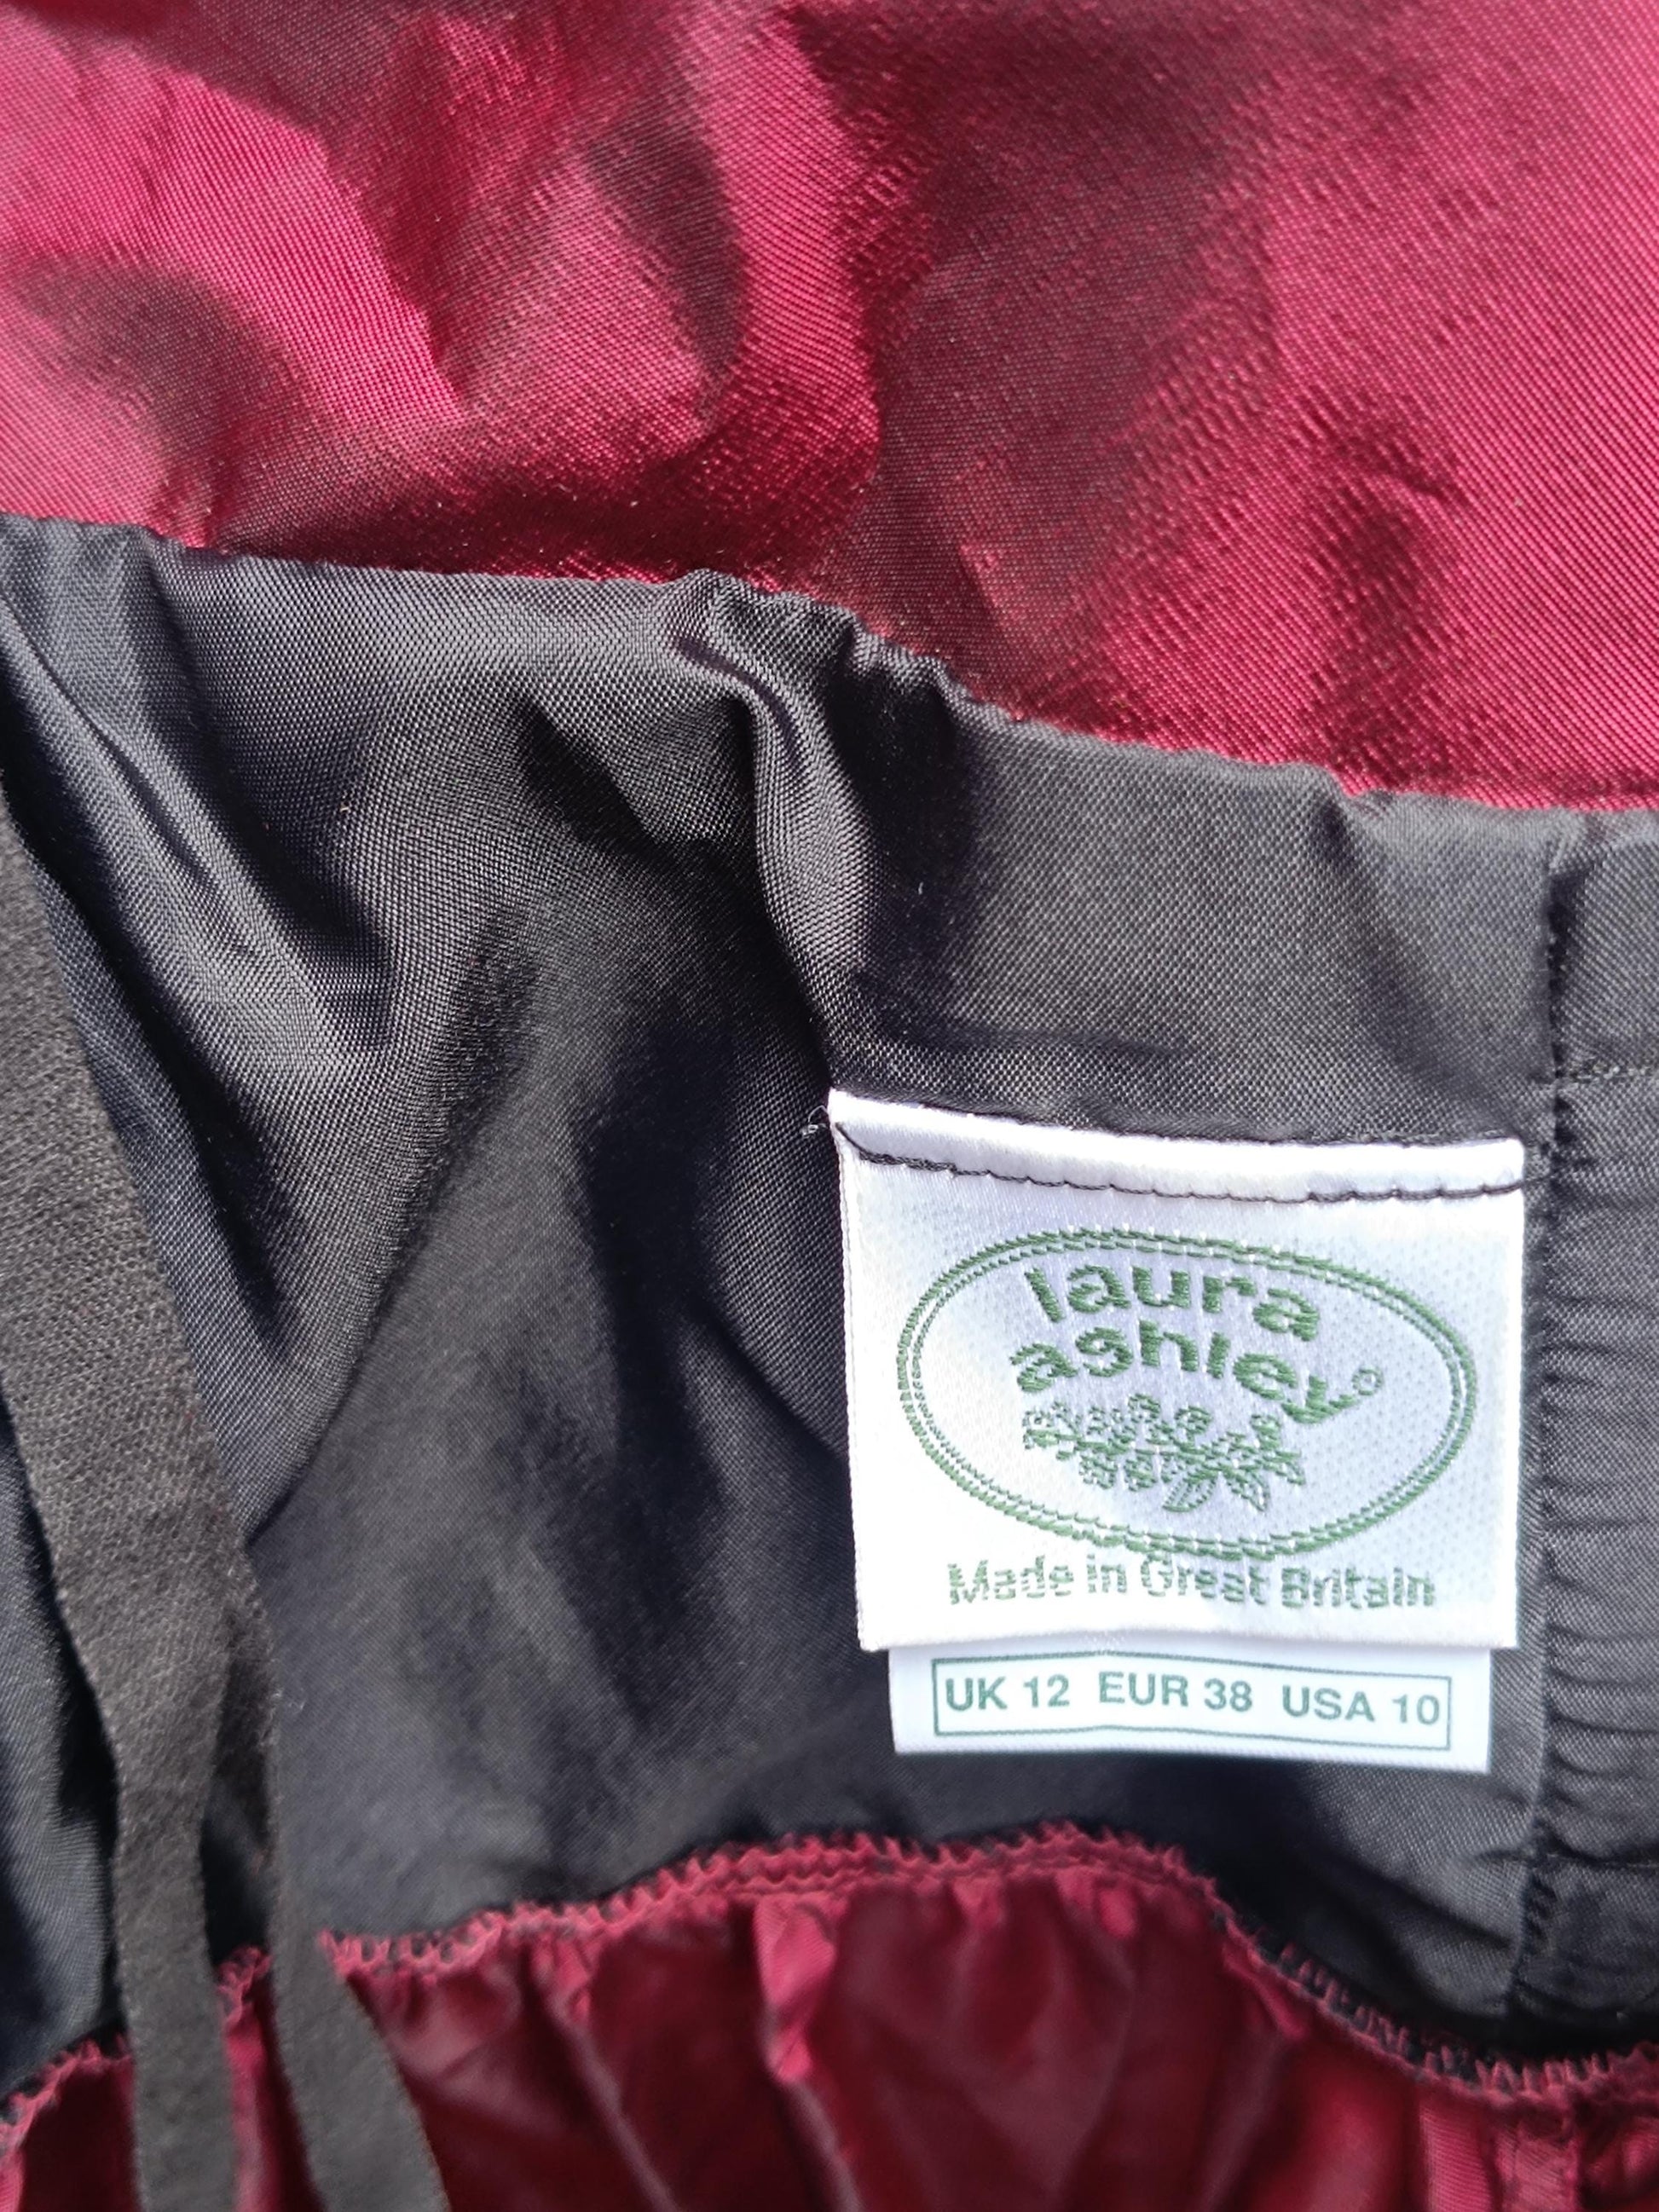 laura
ashley®
Made in Great Britain
UK 12 EUR 38 USA 10